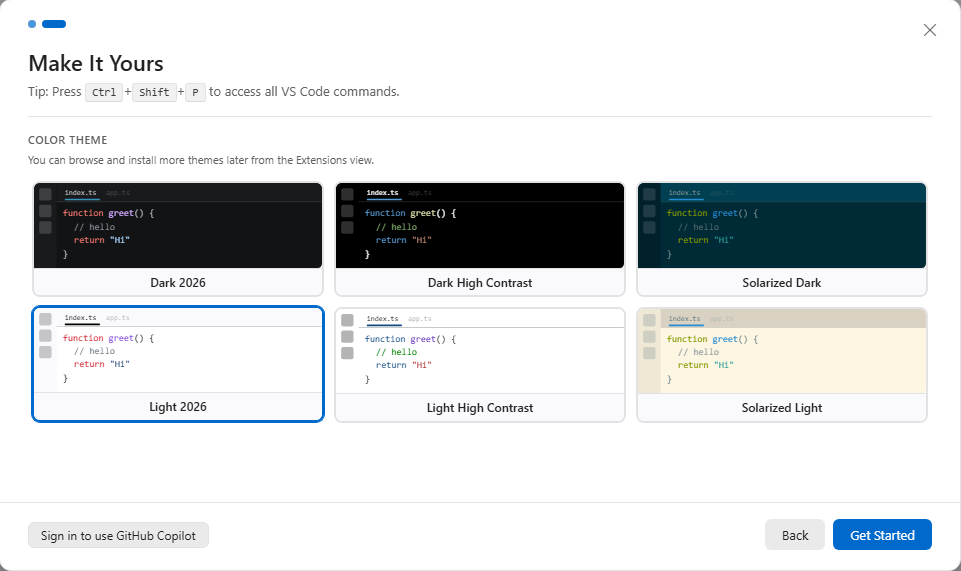 Make It Yours
Tip: Press Ctrl+Shift+P to access all VS Code commands.
COLOR THEME
You can browse and install more themes later from the Extensions view.
index.ts app.ts
function greet() {
// hello
return "Hi"
}
Dark 2026
index.ts app.ts
function greet() {
// hello
return "Hi"
}
Dark High Contrast
index.ts app.ts
function greet() {
// hello
return "Hi"
}
Solarized Dark
index.ts app.ts
function greet() {
// hello
return "Hi"
}
Light 2026
index.ts app.ts
function greet() {
// hello
return "Hi"
}
Light High Contrast
index.ts app.ts
function greet() {
// hello
return "Hi"
}
Solarized Light
Sign in to use GitHub Copilot
Back
Get Started